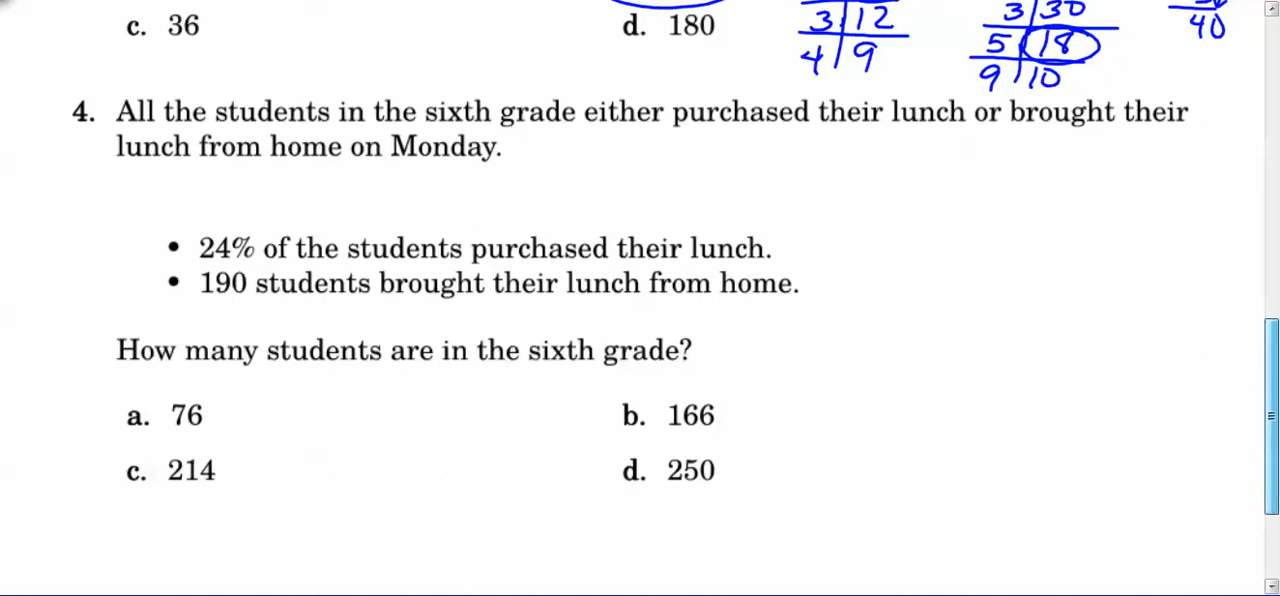 c. 36 d. 180
3 12
4 9
3 30
5 18
9 10
40
4. All the students in the sixth grade either purchased their lunch or brought their
lunch from home on Monday.
• 24% of the students purchased their lunch.
• 190 students brought their lunch from home.
How many students are in the sixth grade?
a. 76 b. 166
c. 214 d. 250